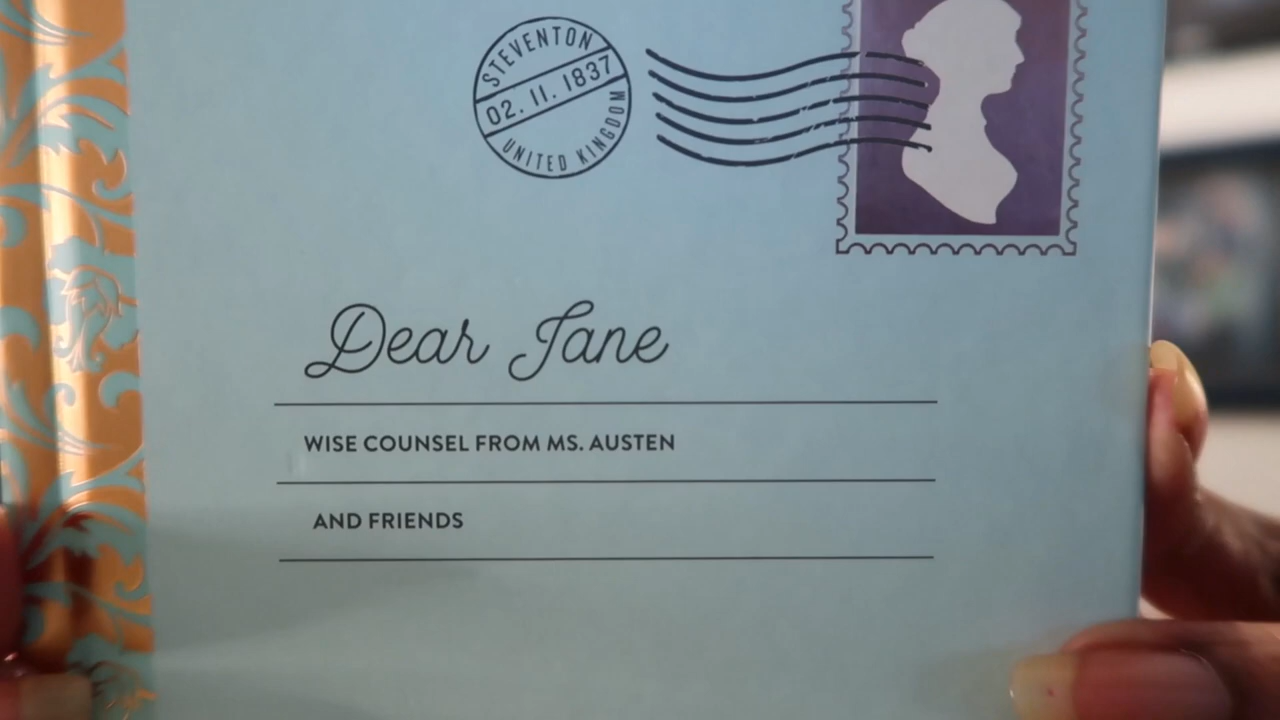 STEVENTON
02. 11. 1837
UNITED KINGDOM
Dear Jane
WISE COUNSEL FROM MS. AUSTEN
AND FRIENDS